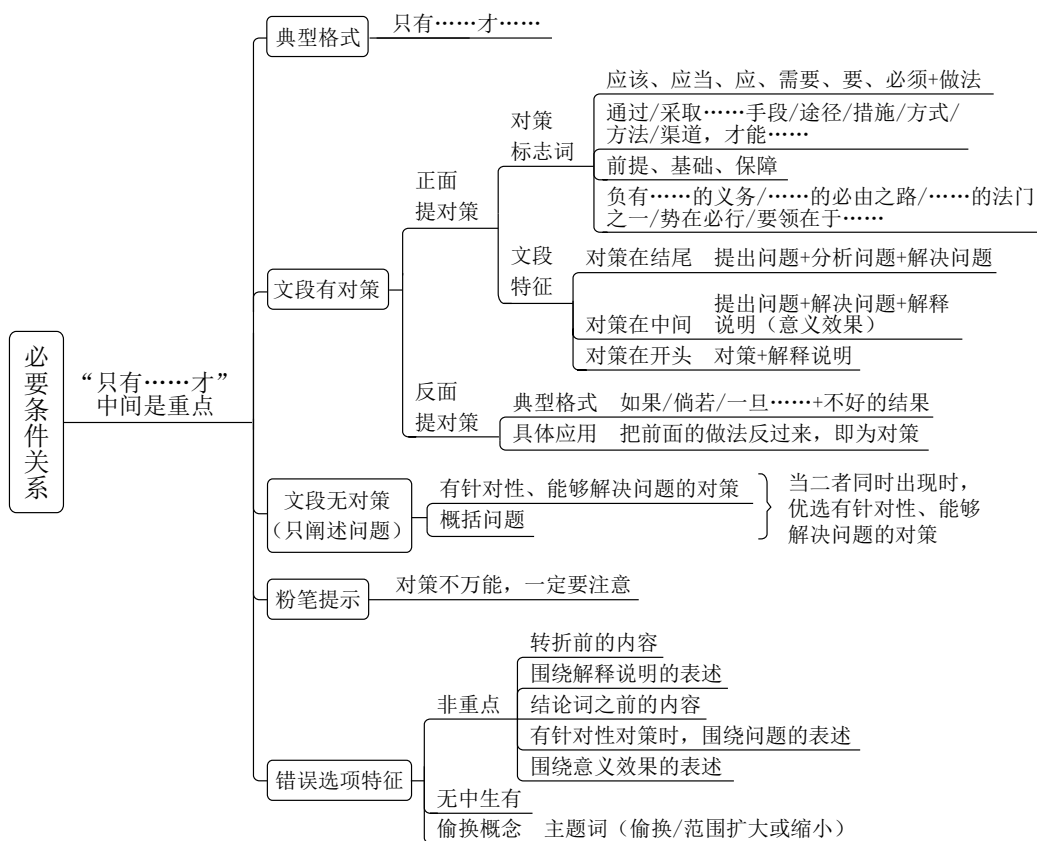 必要条件关系
“只有……才”
中间是重点
典型格式
只有……才……
文段有对策
正面
提对策
对策
标志词
应该、应当、应、需要、要、必须+做法
通过/采取……手段/途径/措施/方式/
方法/渠道，才能……
前提、基础、保障
负有……的义务/……的必由之路/……的法门
之一/势在必行/要领在于……
文段
特征
对策在结尾 提出问题+分析问题+解决问题
对策在中间
提出问题+解决问题+解释
说明（意义效果）
对策在开头 对策+解释说明
反面
提对策
典型格式 如果/倘若/一旦……+不好的结果
具体应用 把前面的做法反过来，即为对策
文段无对策
（只阐述问题）
有针对性、能够解决问题的对策
概括问题
当二者同时出现时，
优选有针对性、能够
解决问题的对策
粉笔提示
对策不万能，一定要注意
错误选项特征
非重点
转折前的内容
围绕解释说明的表述
结论词之前的内容
有针对性对策时，围绕问题的表述
围绕意义效果的表述
无中生有
偷换概念 主题词（偷换/范围扩大或缩小）